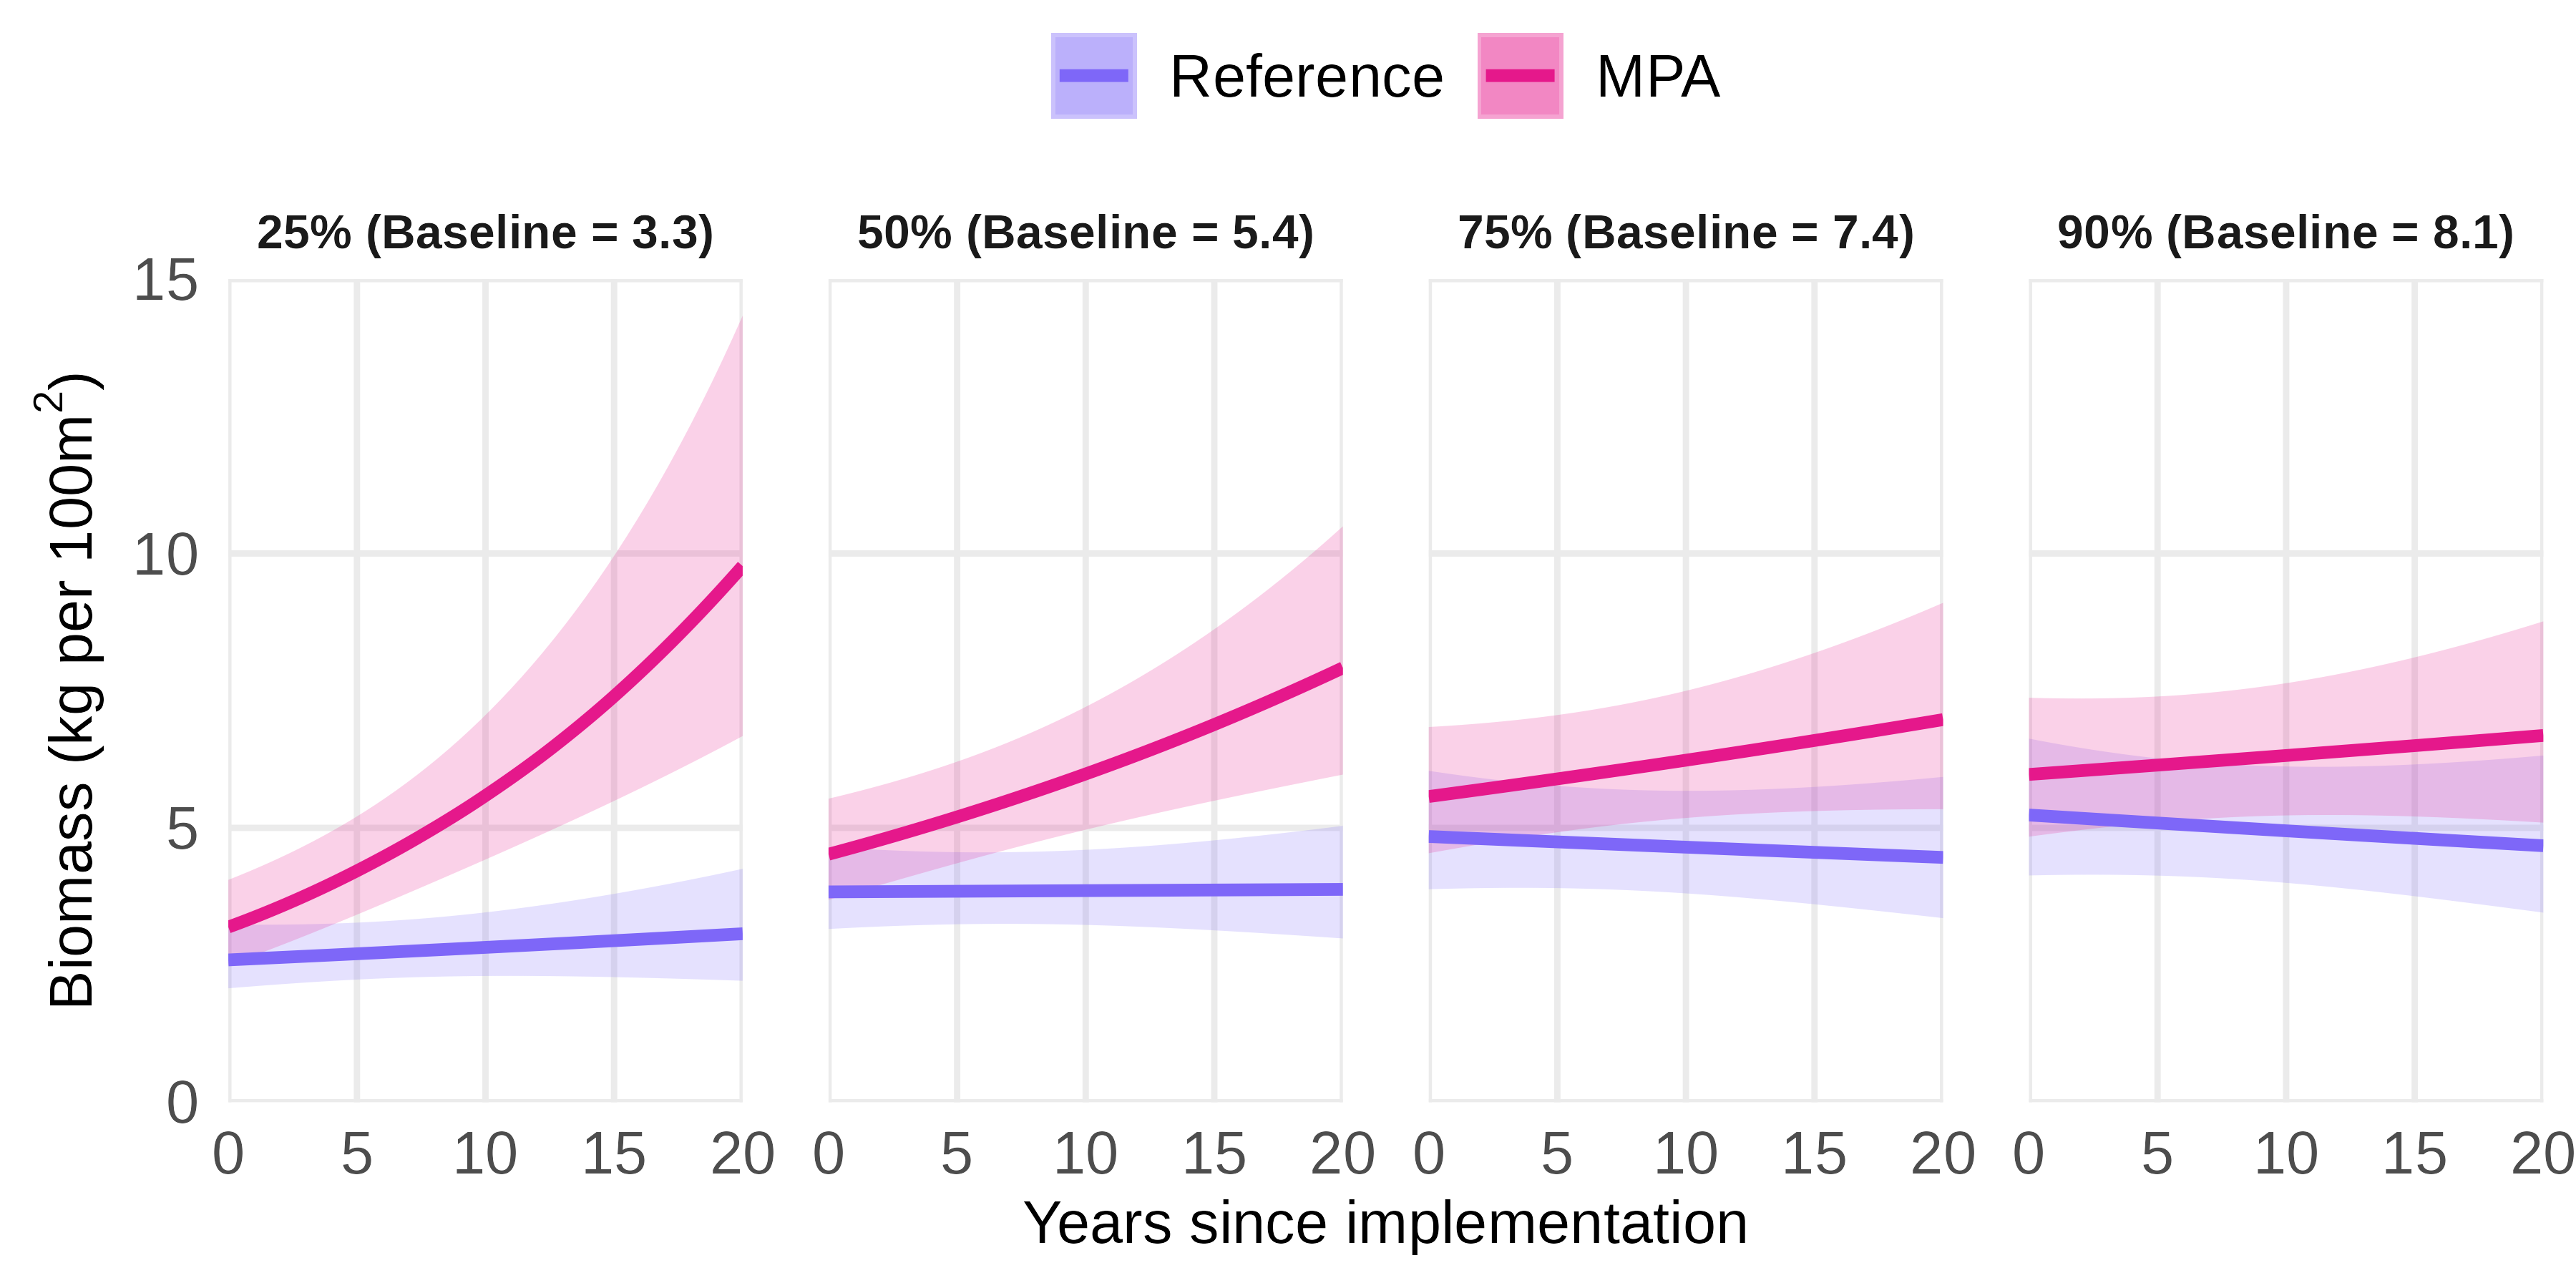 Reference MPA
25% (Baseline = 3.3) 50% (Baseline = 5.4) 75% (Baseline = 7.4) 90% (Baseline = 8.1)
15
10
5
0
Biomass (kg per 100m²)
0 5 10 15 20 0 5 10 15 20 0 5 10 15 20 0 5 10 15 20
Years since implementation